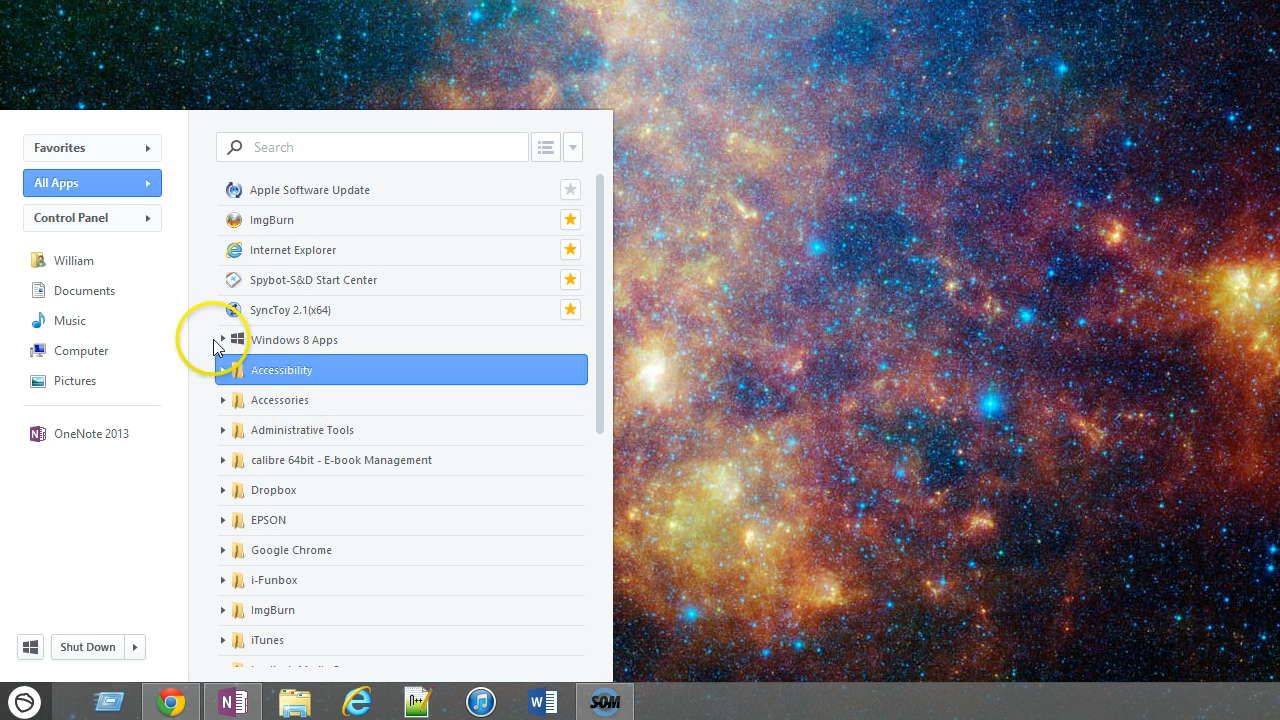 Favorites
All Apps
Control Panel
William
Documents
Music
Computer
Pictures
OneNote 2013
Shut Down
Search
Apple Software Update
ImgBurn
Internet Explorer
Spybot-S&D Start Center
SyncToy 2.1(x64)
Windows 8 Apps
Accessibility
Accessories
Administrative Tools
calibre 64bit - E-book Management
Dropbox
EPSON
Google Chrome
i-Funbox
ImgBurn
iTunes
SOM